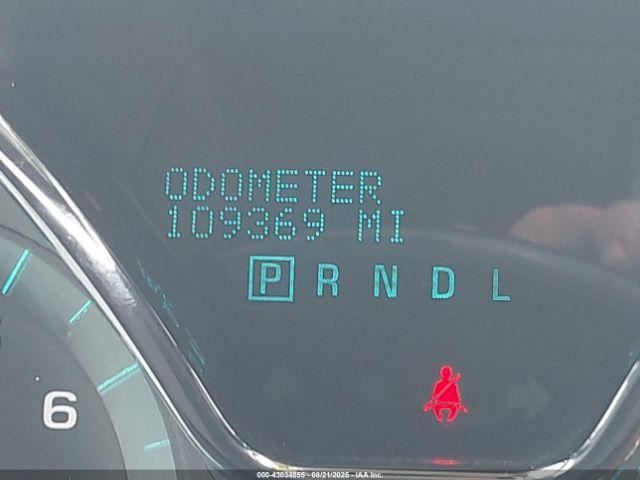 ODOMETER
109369 MI
P R N D L
6
000-43034855 - 08/21/2025 - IAA Inc.